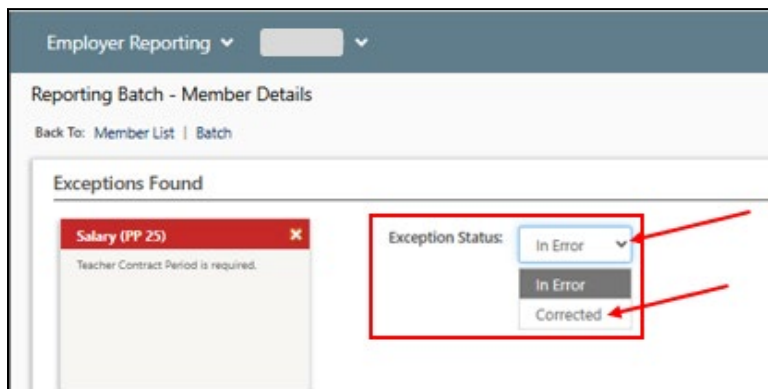 Employer Reporting
Reporting Batch - Member Details
Back To: Member List | Batch
Exceptions Found
Salary (PP 25)
Teacher Contract Period is required.
Exception Status:
In Error
In Error
Corrected